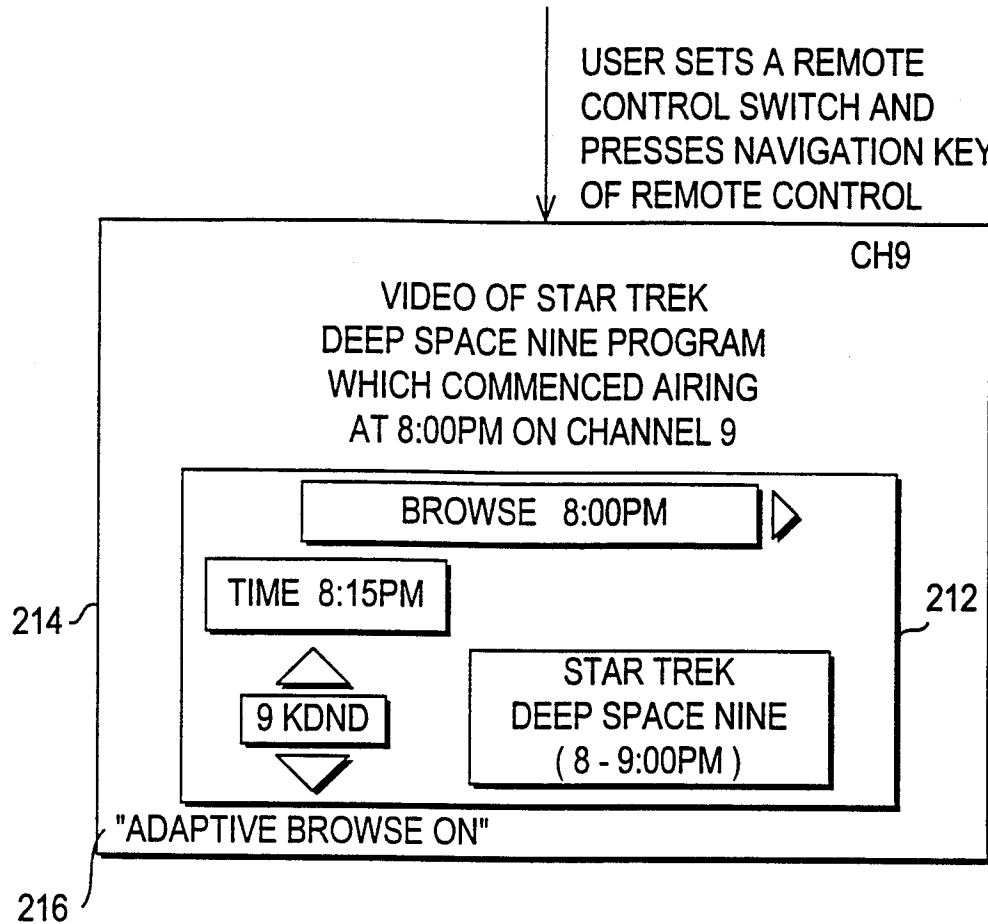 USER SETS A REMOTE
CONTROL SWITCH AND
PRESSES NAVIGATION KEY
OF REMOTE CONTROL
CH9
VIDEO OF STAR TREK
DEEP SPACE NINE PROGRAM
WHICH COMMENCED AIRING
AT 8:00PM ON CHANNEL 9
BROWSE 8:00PM
TIME 8:15PM
214
212
9 KDND
STAR TREK
DEEP SPACE NINE
( 8 - 9:00PM )
"ADAPTIVE BROWSE ON"
216